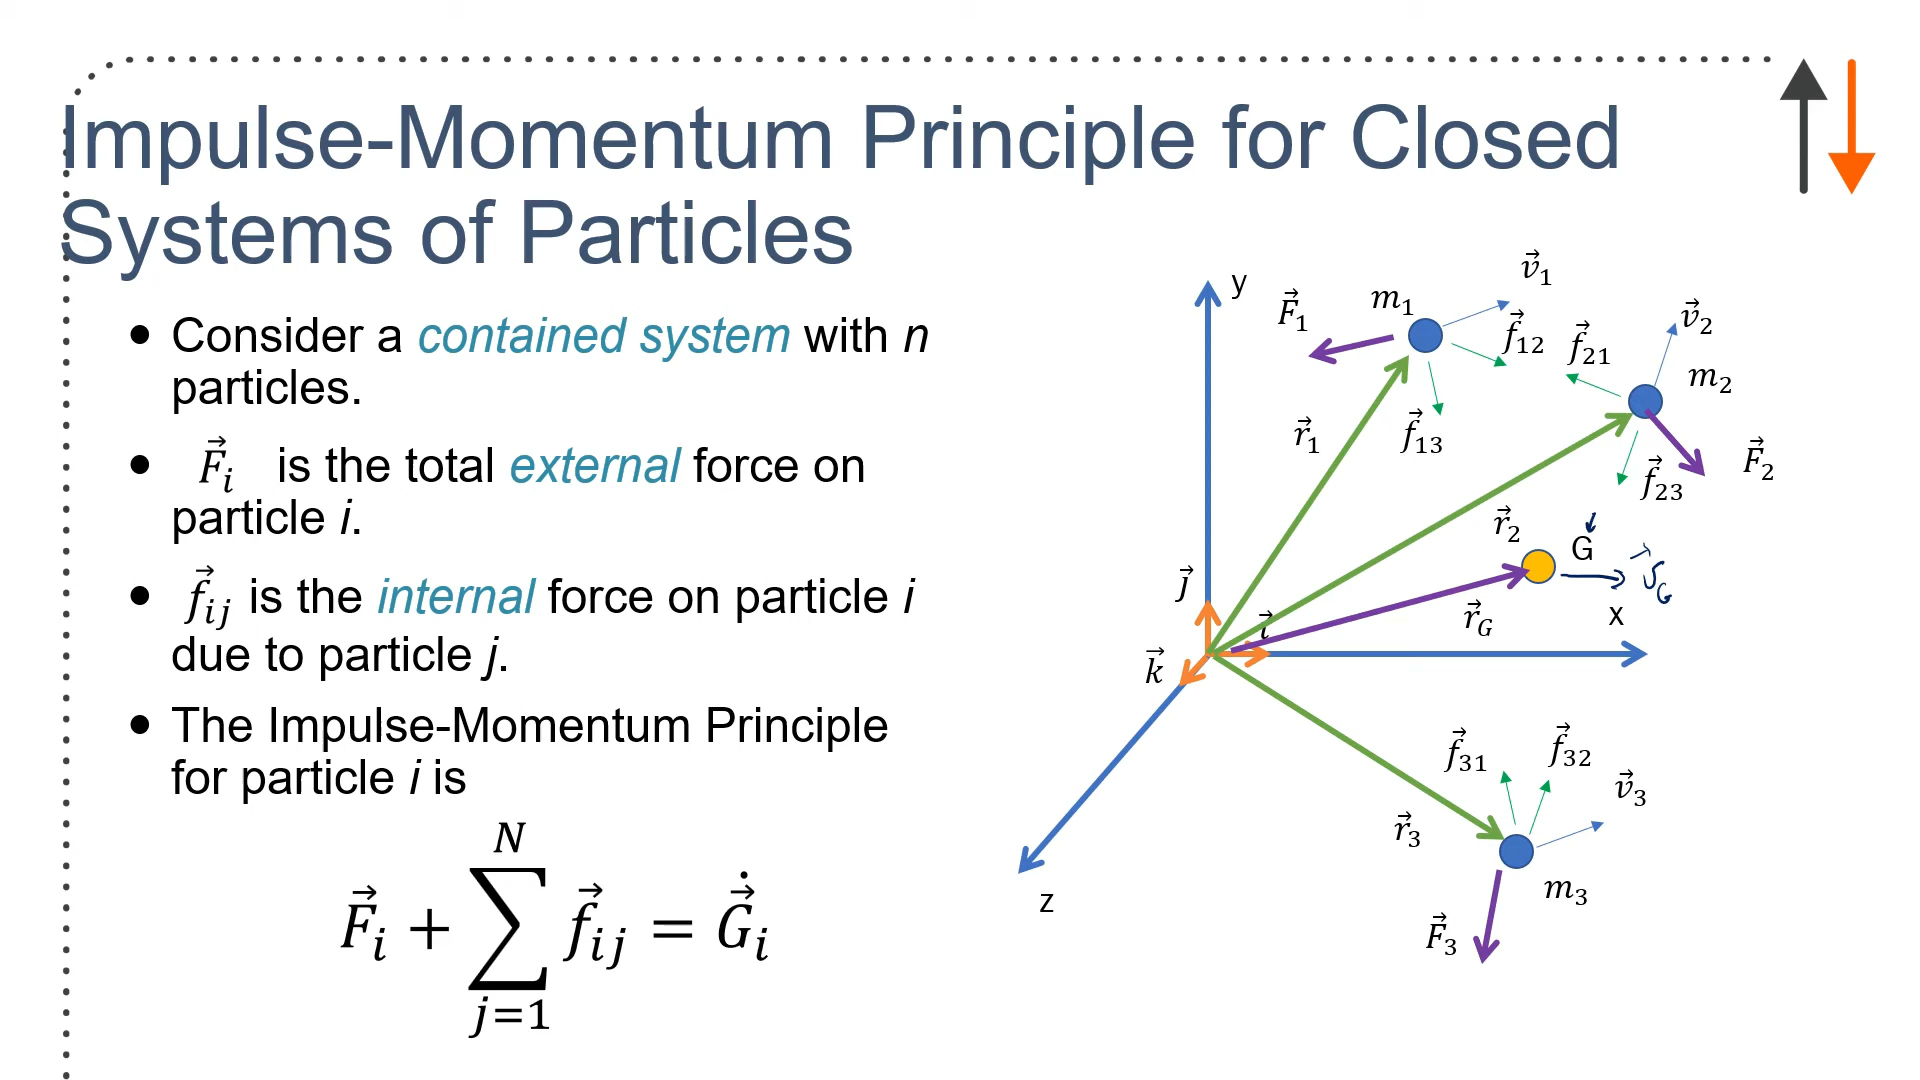 Impulse-Momentum Principle for Closed
Systems of Particles
• Consider a contained system with n
particles.
• F⃗ᵢ is the total external force on
particle i.
• f⃗ᵢⱼ is the internal force on particle i
due to particle j.
• The Impulse-Momentum Principle
for particle i is
F⃗ᵢ + ∑_{j=1}^{N} f⃗ᵢⱼ = G⃗̇ᵢ
y
F⃗₁
m₁
v⃗₁
f⃗₁₂
f⃗₂₁
v⃗₂
m₂
r⃗₁
f⃗₁₃
F⃗₂
f⃗₂₃
r⃗₂
G
v⃗_G
j⃗
i⃗
r⃗_G
x
k⃗
f⃗₃₁
f⃗₃₂
v⃗₃
r⃗₃
m₃
z
F⃗₃